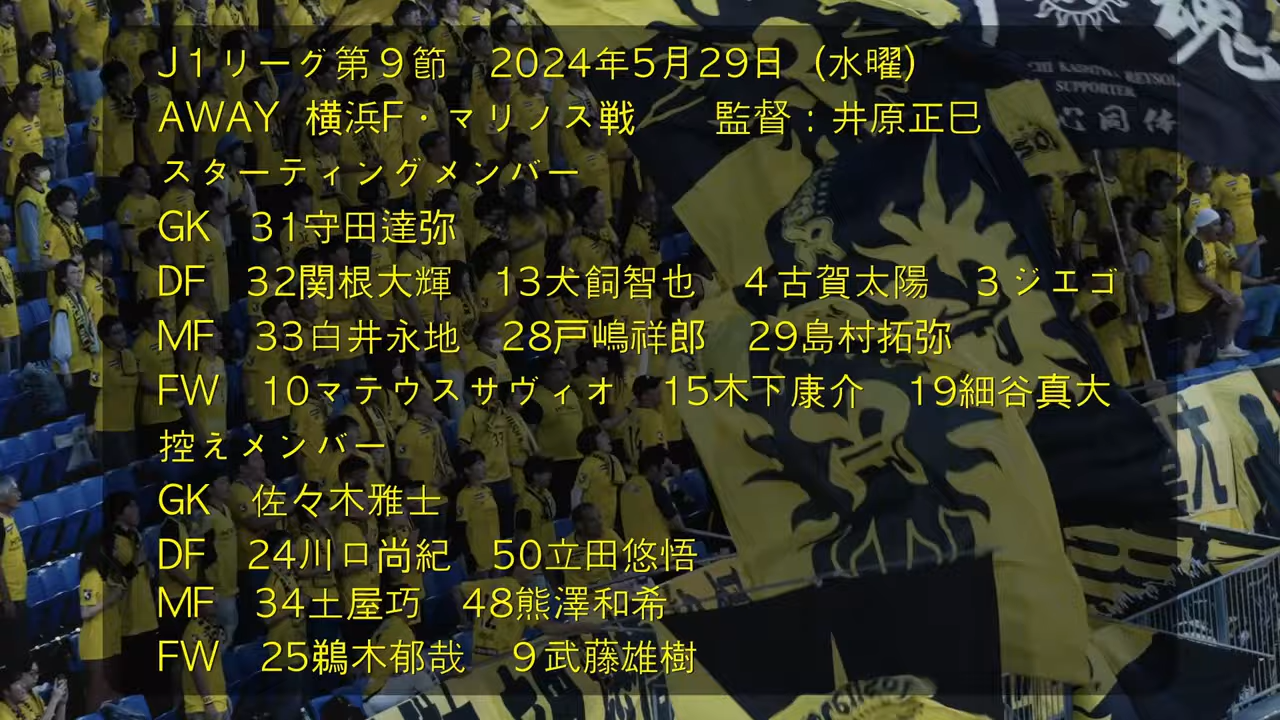 J1リーグ第9節　2024年5月29日（水曜）
AWAY 横浜F・マリノス戦　監督：井原正巳
スターティングメンバー
GK　31守田達弥
DF　32関根大輝　13犬飼智也　4古賀太陽　3ジエゴ
MF　33白井永地　28戸嶋祥郎　29島村拓弥
FW　10マテウスサヴィオ　15木下康介　19細谷真大
控えメンバー
GK　佐々木雅士
DF　24川口尚紀　50立田悠悟
MF　34土屋巧　48熊澤和希
FW　25鵜木郁哉　9武藤雄樹
魂
KASHIWA REYSOL
SUPPORTER
心同体